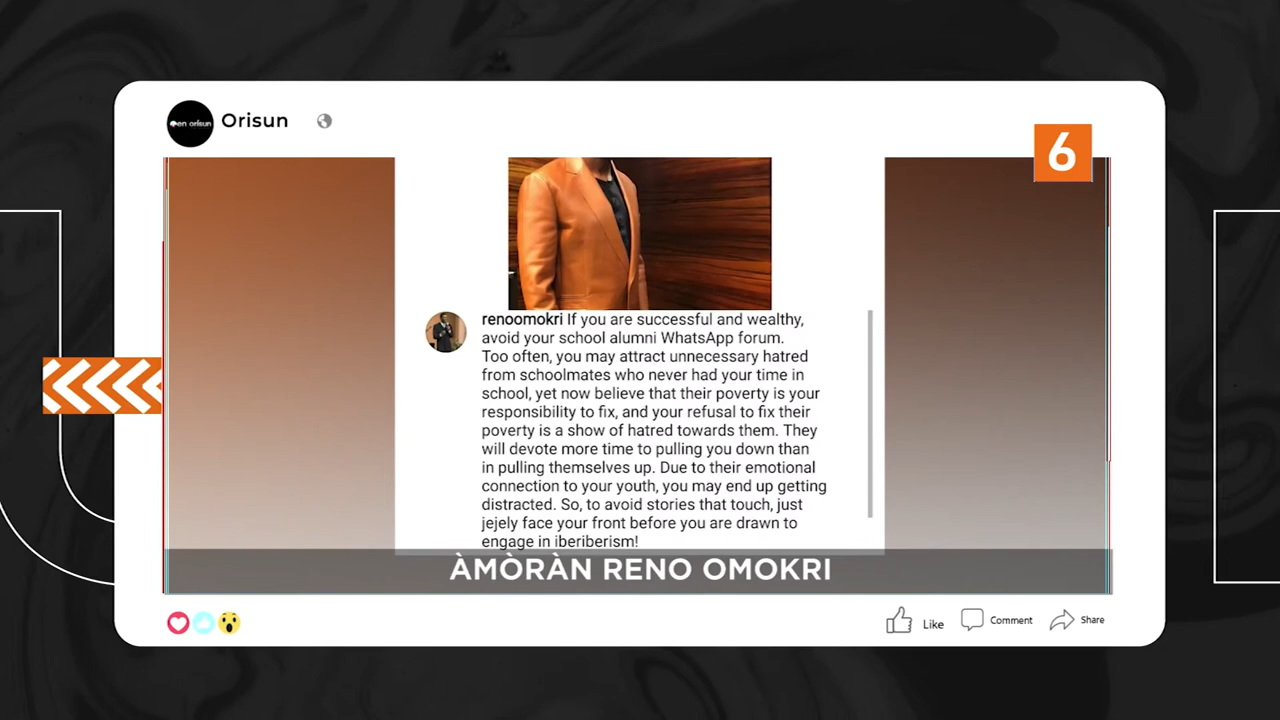 en orisun
Orisun
6
renoomokri If you are successful and wealthy,
avoid your school alumni WhatsApp forum.
Too often, you may attract unnecessary hatred
from schoolmates who never had your time in
school, yet now believe that their poverty is your
responsibility to fix, and your refusal to fix their
poverty is a show of hatred towards them. They
will devote more time to pulling you down than
in pulling themselves up. Due to their emotional
connection to your youth, you may end up getting
distracted. So, to avoid stories that touch, just
jejely face your front before you are drawn to
engage in iberiberism!
ÀMÒRÀN RENO OMOKRI
Like
Comment
Share